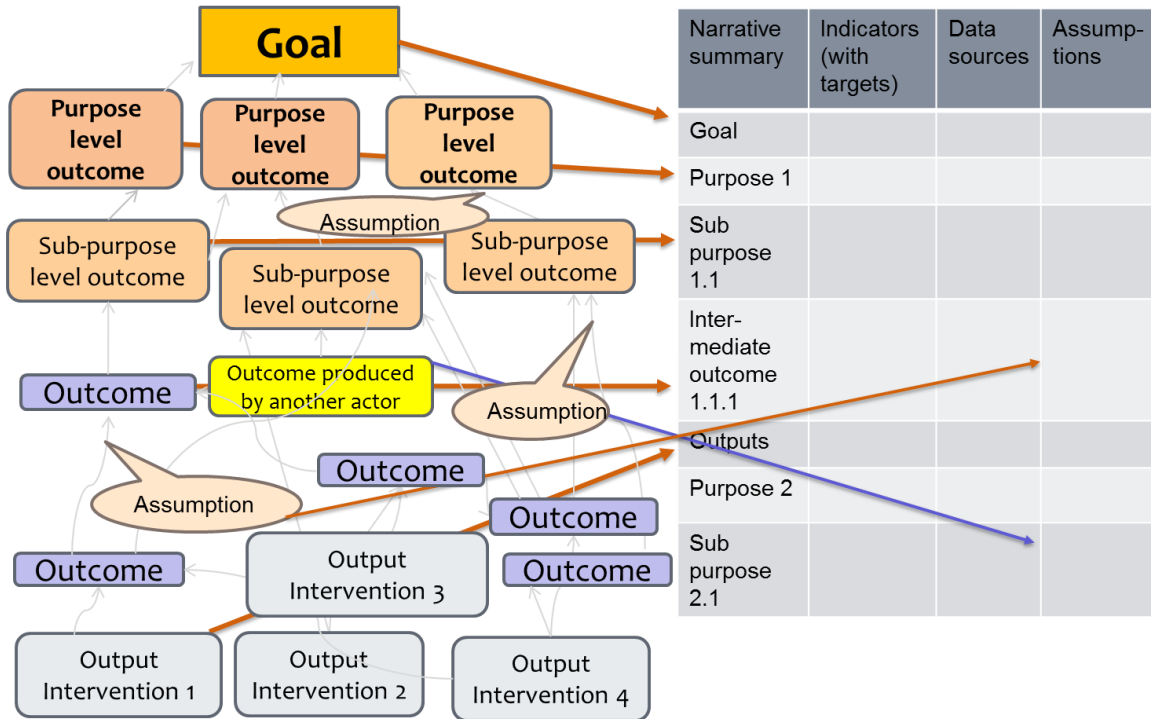 Goal
Purpose
level
outcome
Purpose
level
outcome
Purpose
level
outcome
Assumption
Sub-purpose
level outcome
Sub-purpose
level outcome
Sub-purpose
level outcome
Outcome
Outcome produced
by another actor
Assumption
Outcome
Assumption
Outcome
Outcome
Outcome
Output
Intervention 3
Output
Intervention 1
Output
Intervention 2
Output
Intervention 4
Narrative
summary
Indicators
(with
targets)
Data
sources
Assump-
tions
Goal
Purpose 1
Sub
purpose
1.1
Inter-
mediate
outcome
1.1.1
Outputs
Purpose 2
Sub
purpose
2.1